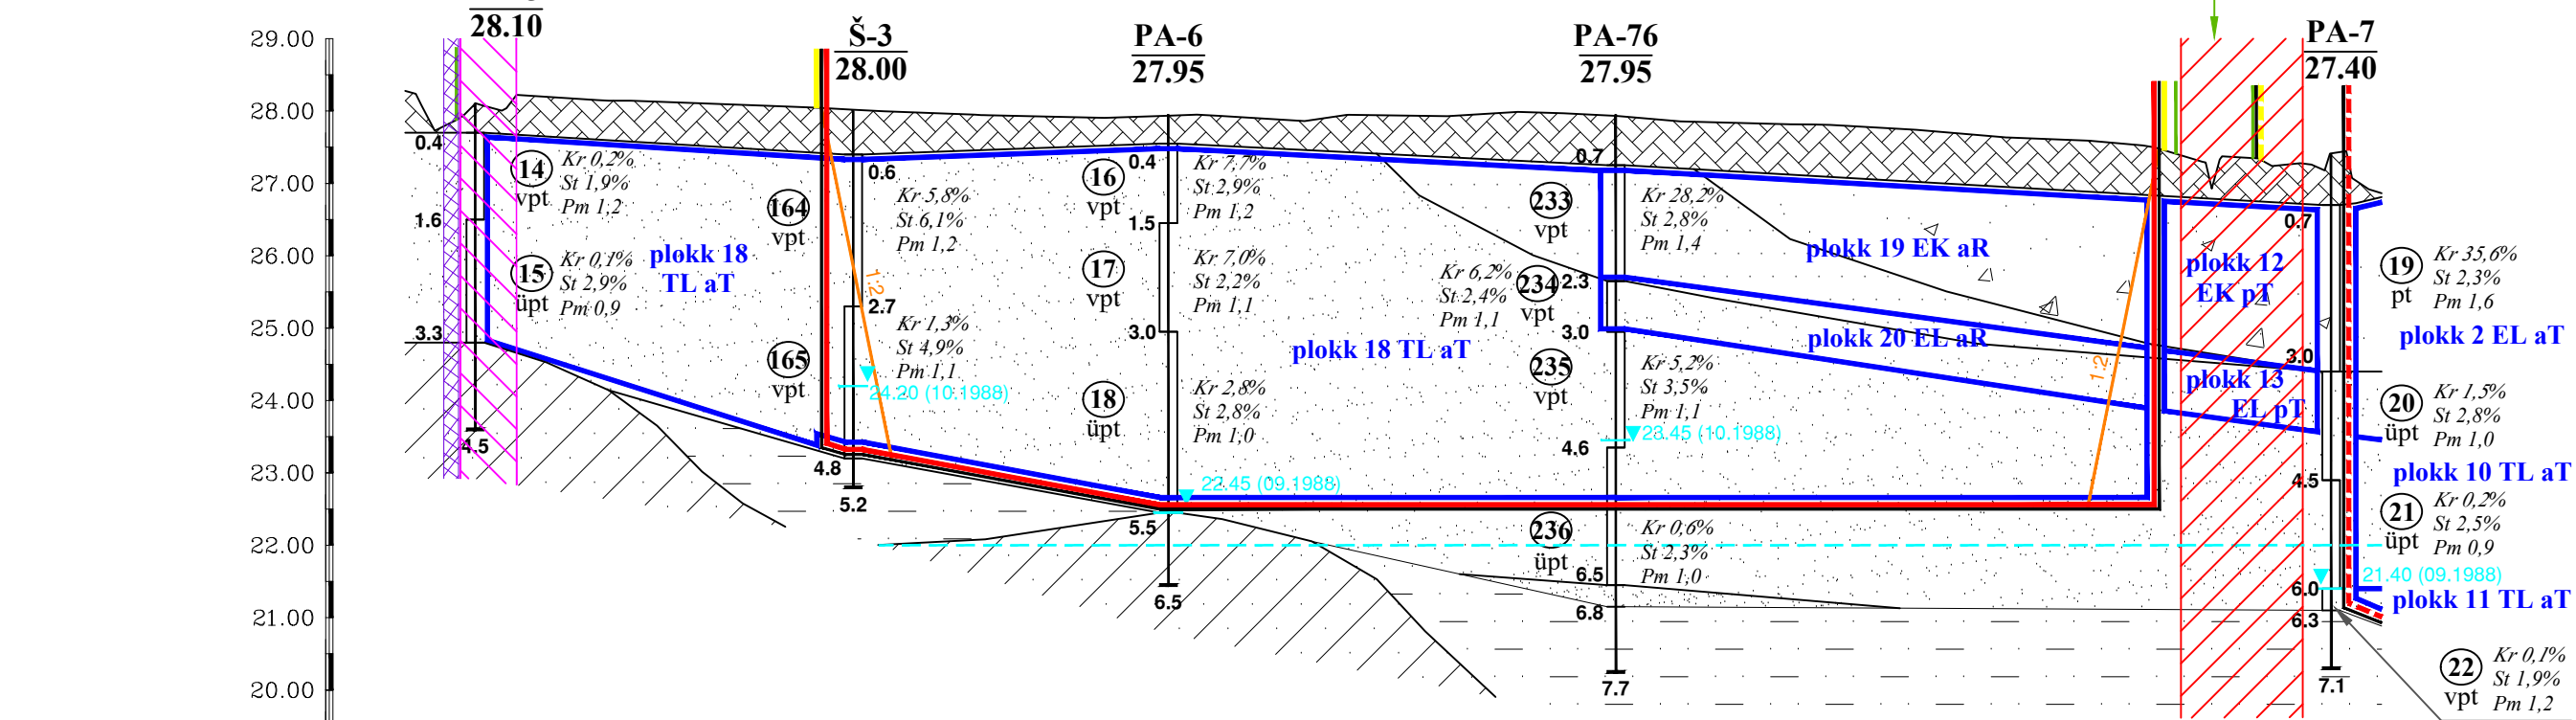 28.10
Š-3
28.00
PA-6
27.95
PA-76
27.95
PA-7
27.40
29.00
28.00
27.00
26.00
25.00
24.00
23.00
22.00
21.00
20.00
0.4
1.6
3.3
4.5
14
vpt
Kr 0,2%
St 1,9%
Pm 1,2
15
üpt
Kr 0,1%
St 2,9%
Pm 0,9
plokk 18
TL aT
164
vpt
165
vpt
0.6
2.7
4.8
5.2
Kr 5,8%
St 6,1%
Pm 1,2
1:2
Kr 1,3%
St 4,9%
Pm 1,1
24.20 (10.1988)
16
vpt
17
vpt
18
üpt
0.4
1.5
3.0
5.5
6.5
Kr 7,7%
St 2,9%
Pm 1,2
Kr 7,0%
St 2,2%
Pm 1,1
Kr 2,8%
St 2,8%
Pm 1,0
22.45 (09.1988)
plokk 18 TL aT
233
vpt
234
vpt
235
vpt
236
üpt
0.7
2.3
3.0
4.6
6.5
6.8
7.7
Kr 28,2%
St 2,8%
Pm 1,4
Kr 6,2%
St 2,4%
Pm 1,1
Kr 5,2%
St 3,5%
Pm 1,1
23.45 (10.1988)
Kr 0,6%
St 2,3%
Pm 1,0
plokk 19 EK aR
plokk 20 EL aR
1:2
plokk 12
EK pT
plokk 13
EL pT
0.7
3.0
4.5
6.0
6.3
7.1
19
pt
Kr 35,6%
St 2,3%
Pm 1,6
plokk 2 EL aT
20
üpt
Kr 1,5%
St 2,8%
Pm 1,0
plokk 10 TL aT
21
üpt
Kr 0,2%
St 2,5%
Pm 0,9
21.40 (09.1988)
plokk 11 TL aT
22
vpt
Kr 0,1%
St 1,9%
Pm 1,2